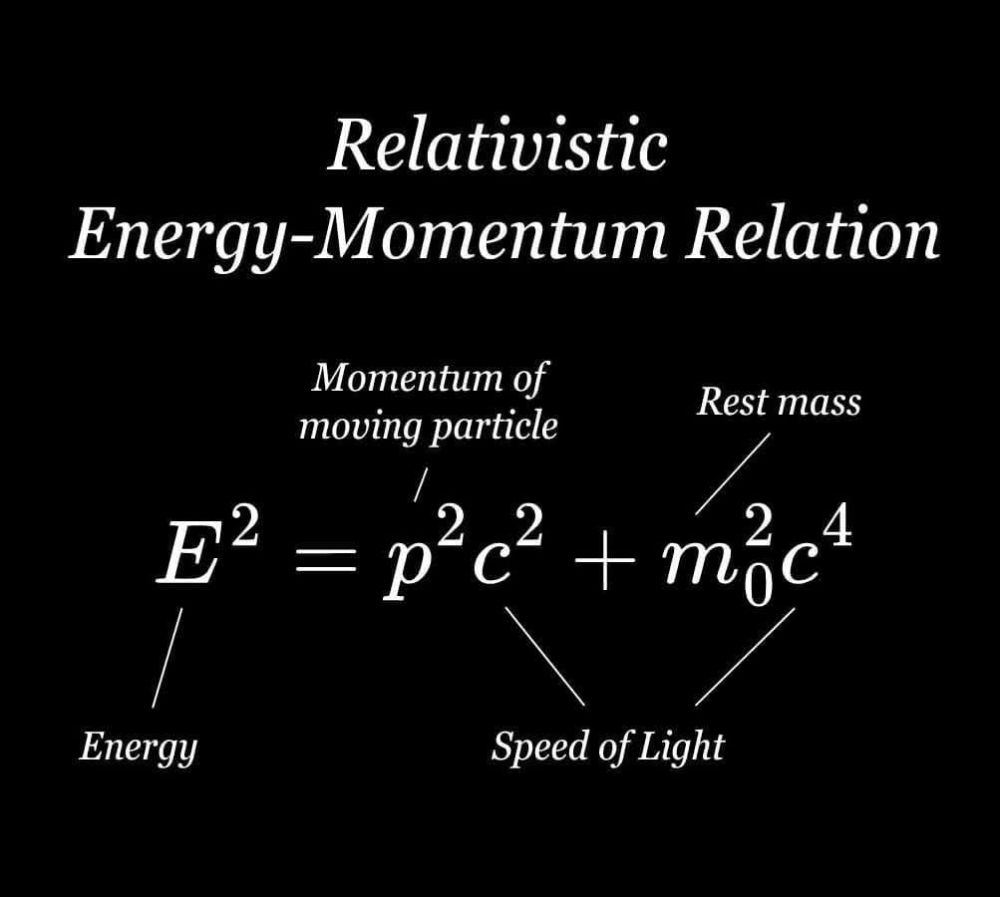 Relativistic
Energy-Momentum Relation
Momentum of
moving particle
Rest mass
E² = p²c² + m₀²c⁴
Energy
Speed of Light